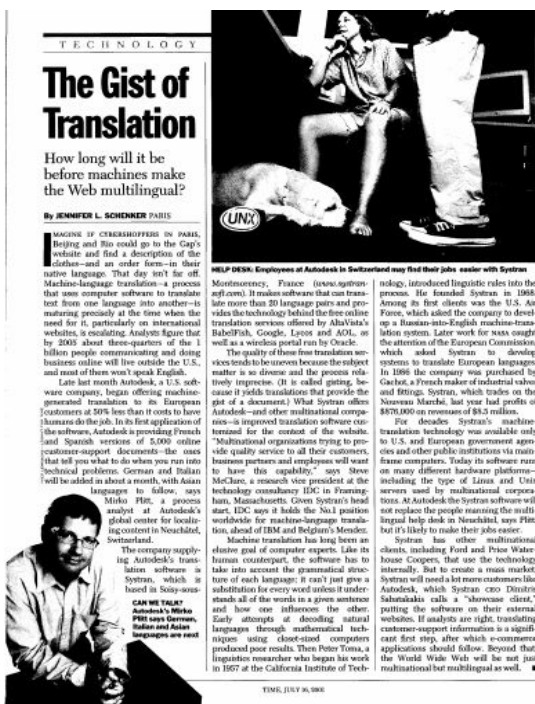 TECHNOLOGY
The Gist of
Translation
How long will it be
before machines make
the Web multilingual?
By JENNIFER L. SCHENKER PARIS
IMAGINE IF CYBERSHOPPERS IN PARIS,
Beijing and Rio could go to the Gap's
website and find a description of the
clothes—and an order form—in their
native language. That day isn't far off.
Machine-language translation—a process
that uses computer software to translate
text from one language into another—is
maturing precisely at the time when the
need for it, particularly on international
websites, is escalating. Analysts figure that
by 2005 about three-quarters of the 1
billion people communicating and doing
business online will live outside the U.S.,
and most of them won't speak English.
Late last month Autodesk, a U.S. soft-
ware company, began offering machine-
generated translation to its European
customers at 50% less than it costs to have
humans do the job. In its first application of
the software, Autodesk is providing French
and Spanish versions of 5,000 online
customer-support documents—the ones
that tell you what to do when you run into
technical problems. German and Italian
will be added in about a month, with Asian
languages to follow, says
Mirko Plitt, a process
analyst at Autodesk's
global center for localiz-
ing content in Neuchâtel,
Switzerland.
The company supply-
ing Autodesk's trans-
lation software is
Systran, which is
based in Soisy-sous-
CAN WE TALK?
Autodesk's Mirko
Plitt says German,
Italian and Asian
languages are next
UNX
HELP DESK: Employees at Autodesk in Switzerland may find their jobs easier with Systran
Montmorency, France (www.systran-
soft.com). It makes software that can trans-
late more than 20 language pairs and pro-
vides the technology behind the free online
translation services offered by AltaVista's
BabelFish, Google, Lycos and AOL, as
well as a wireless portal run by Oracle.
The quality of these free translation ser-
vices tends to be uneven because the subject
matter is so diverse and the process rela-
tively imprecise. (It is called gisting, be-
cause it yields translations that provide the
gist of a document.) What Systran offers
Autodesk—and other multinational compa-
nies—is improved translation software cus-
tomized for the context of the website.
"Multinational organizations trying to pro-
vide quality service to all their customers,
business partners and employees will want
to have this capability," says Steve
McClure, a research vice president at the
technology consultancy IDC in Framing-
ham, Massachusetts. Given Systran's head
start, IDC says it holds the No.1 position
worldwide for machine-language transla-
tion, ahead of IBM and Belgium's Mendez.
Machine translation has long been an
elusive goal of computer experts. Like its
human counterpart, the software has to
take into account the grammatical struc-
ture of each language; it can't just give a
substitution for every word unless it under-
stands all of the words in a given sentence
and how one influences the other.
Early attempts at decoding natural
languages through mathematical tech-
niques using closet-sized computers
produced poor results. Then Peter Toma, a
linguistics researcher who began his work
in 1957 at the California Institute of Tech-
nology, introduced linguistic rules into the
process. He founded Systran in 1968.
Among its first clients was the U.S. Air
Force, which asked the company to devel-
op a Russian-into-English machine-trans-
lation system. Later work for NASA caught
the attention of the European Commission,
which asked Systran to develop
systems to translate European languages.
In 1986 the company was purchased by
Gachot, a French maker of industrial valves
and fittings. Systran, which trades on the
Nouveau Marché, last year had profits of
$876,000 on revenues of $8.5 million.
For decades Systran's machine
translation technology was available only
to U.S. and European government agen-
cies and other public institutions via main-
frame computers. Today its software runs
on many different hardware platforms—
including the type of Linux and Unix
servers used by multinational corpora-
tions. At Autodesk the Systran software will
not replace the people manning the multi-
lingual help desk in Neuchâtel, says Plitt,
but it's likely to make their jobs easier.
Systran has other multinational
clients, including Ford and Price Water-
house Coopers, that use the technology
internally. But to create a mass market,
Systran will need a lot more customers like
Autodesk, which Systran CEO Dimitris
Sabatakakis calls a "showcase client,"
putting the software on their external
websites. If analysts are right, translating
customer-support information is a signifi-
cant first step, after which e-commerce
applications should follow. Beyond that
the World Wide Web will be not just
multinational but multilingual as well.
TIME, JULY 16, 2001